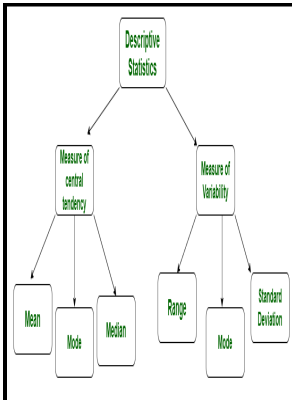 Descriptive
Statistics
Measure of
central
tendency
Measure of
Variability
Mean
Mode
Median
Range
Mode
Standard
Deviation